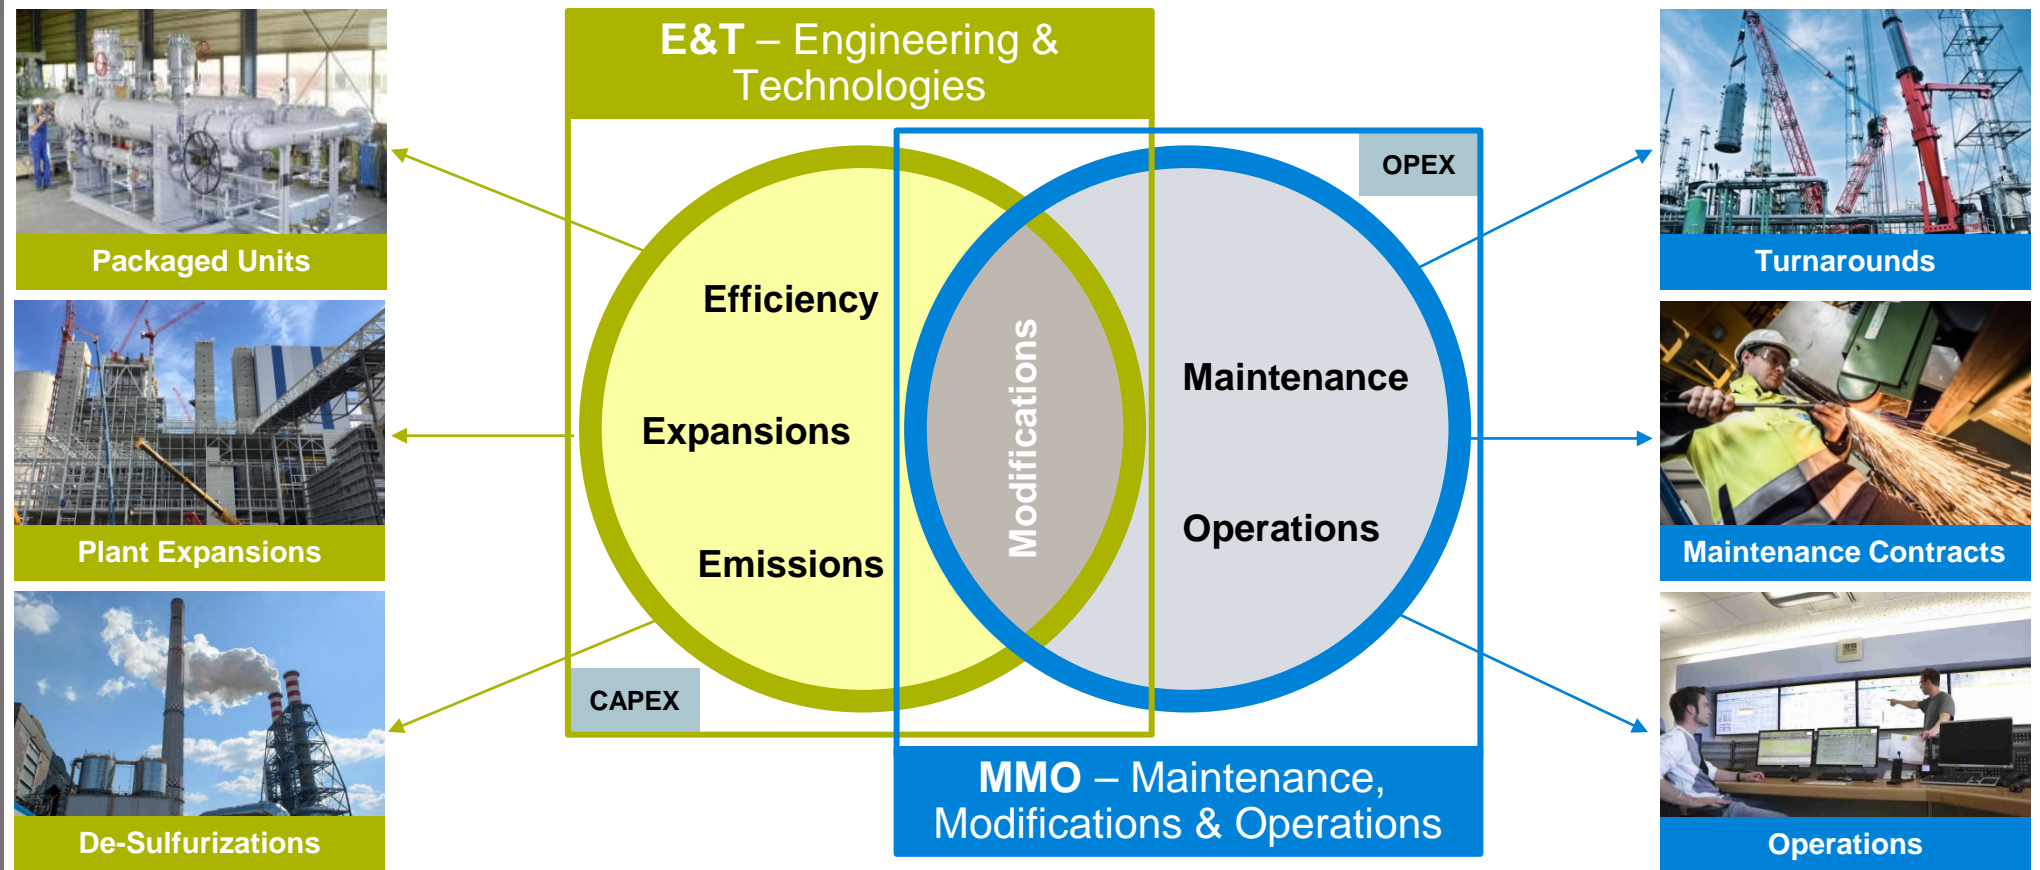 E&T – Engineering &
Technologies
OPEX
Packaged Units
Turnarounds
Efficiency
Modifications
Maintenance
Expansions
Operations
Plant Expansions
Maintenance Contracts
Emissions
CAPEX
MMO – Maintenance,
Modifications & Operations
De-Sulfurizations
Operations